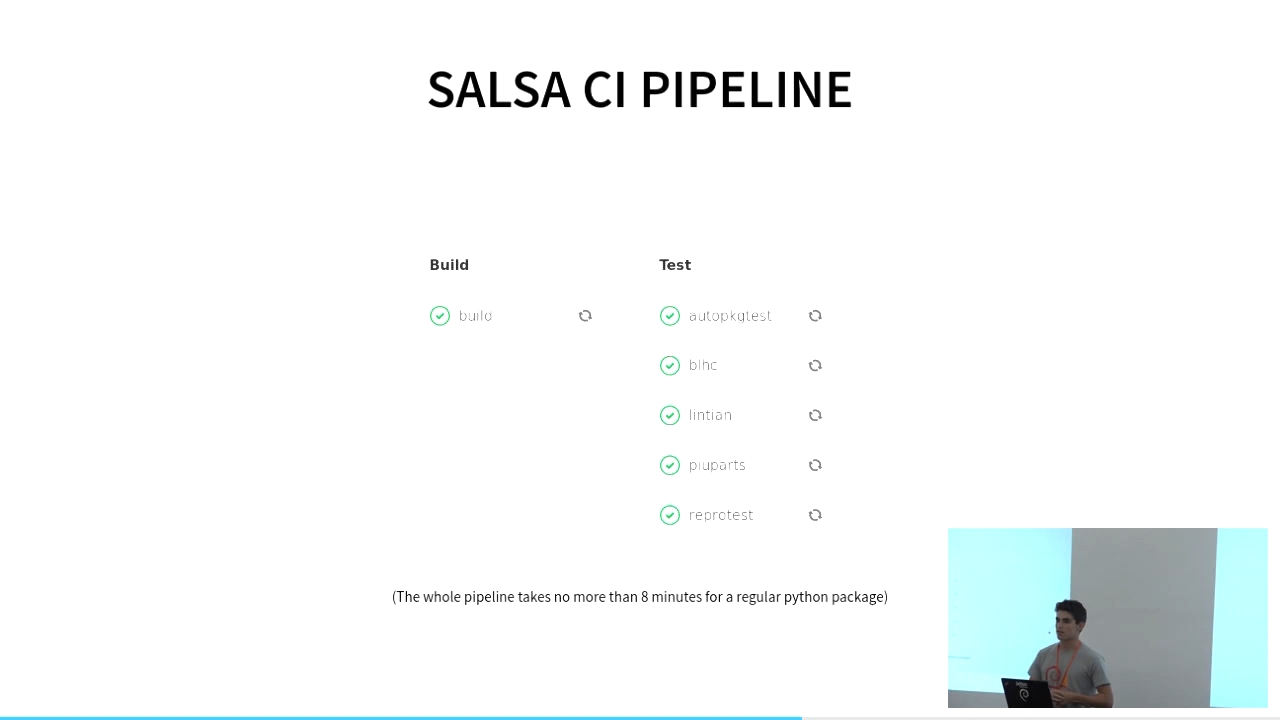 SALSA CI PIPELINE
Build
Test
build
autopkgtest
blhc
lintian
piuparts
reprotest
(The whole pipeline takes no more than 8 minutes for a regular python package)